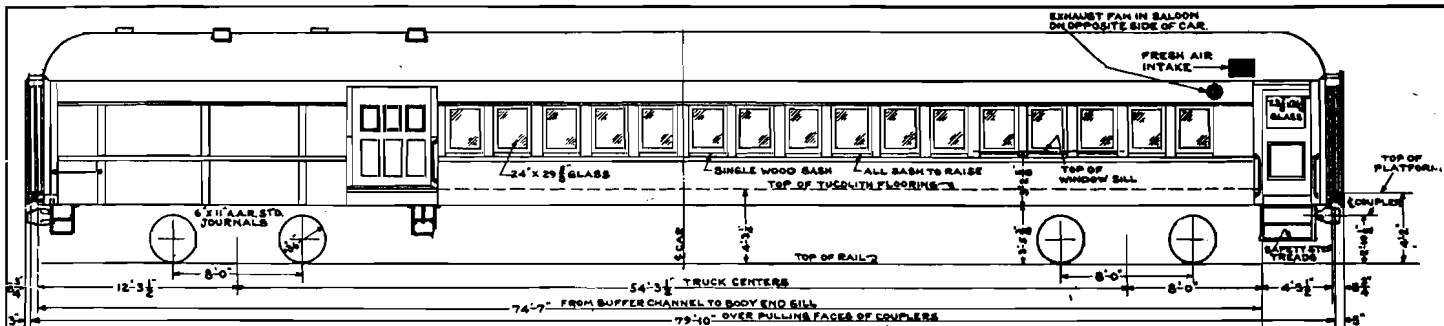 EXHAUST FAN IN SALOON
ON OPPOSITE SIDE OF CAR.
FRESH AIR
INTAKE
GLASS
24" X 29 5/8" GLASS
SINGLE WOOD SASH
ALL SASH TO RAISE
TOP OF
WINDOW SILL
TOP OF TUCOLITH FLOORING
TOP OF
PLATFORM
COUPLER
6" X 11" A.A.R. STD.
JOURNALS
℄ CAR
4'-3 1/2"
4'-2"
SAFETY STEP
TREADS
TOP OF RAIL
8'-0"
8'-0"
12'-3 1/2"
54'-3 1/2" TRUCK CENTERS
8'-0"
4'-3 1/2"
74'-7" FROM BUFFER CHANNEL TO BODY END SILL
79'-10" OVER PULLING FACES OF COUPLERS